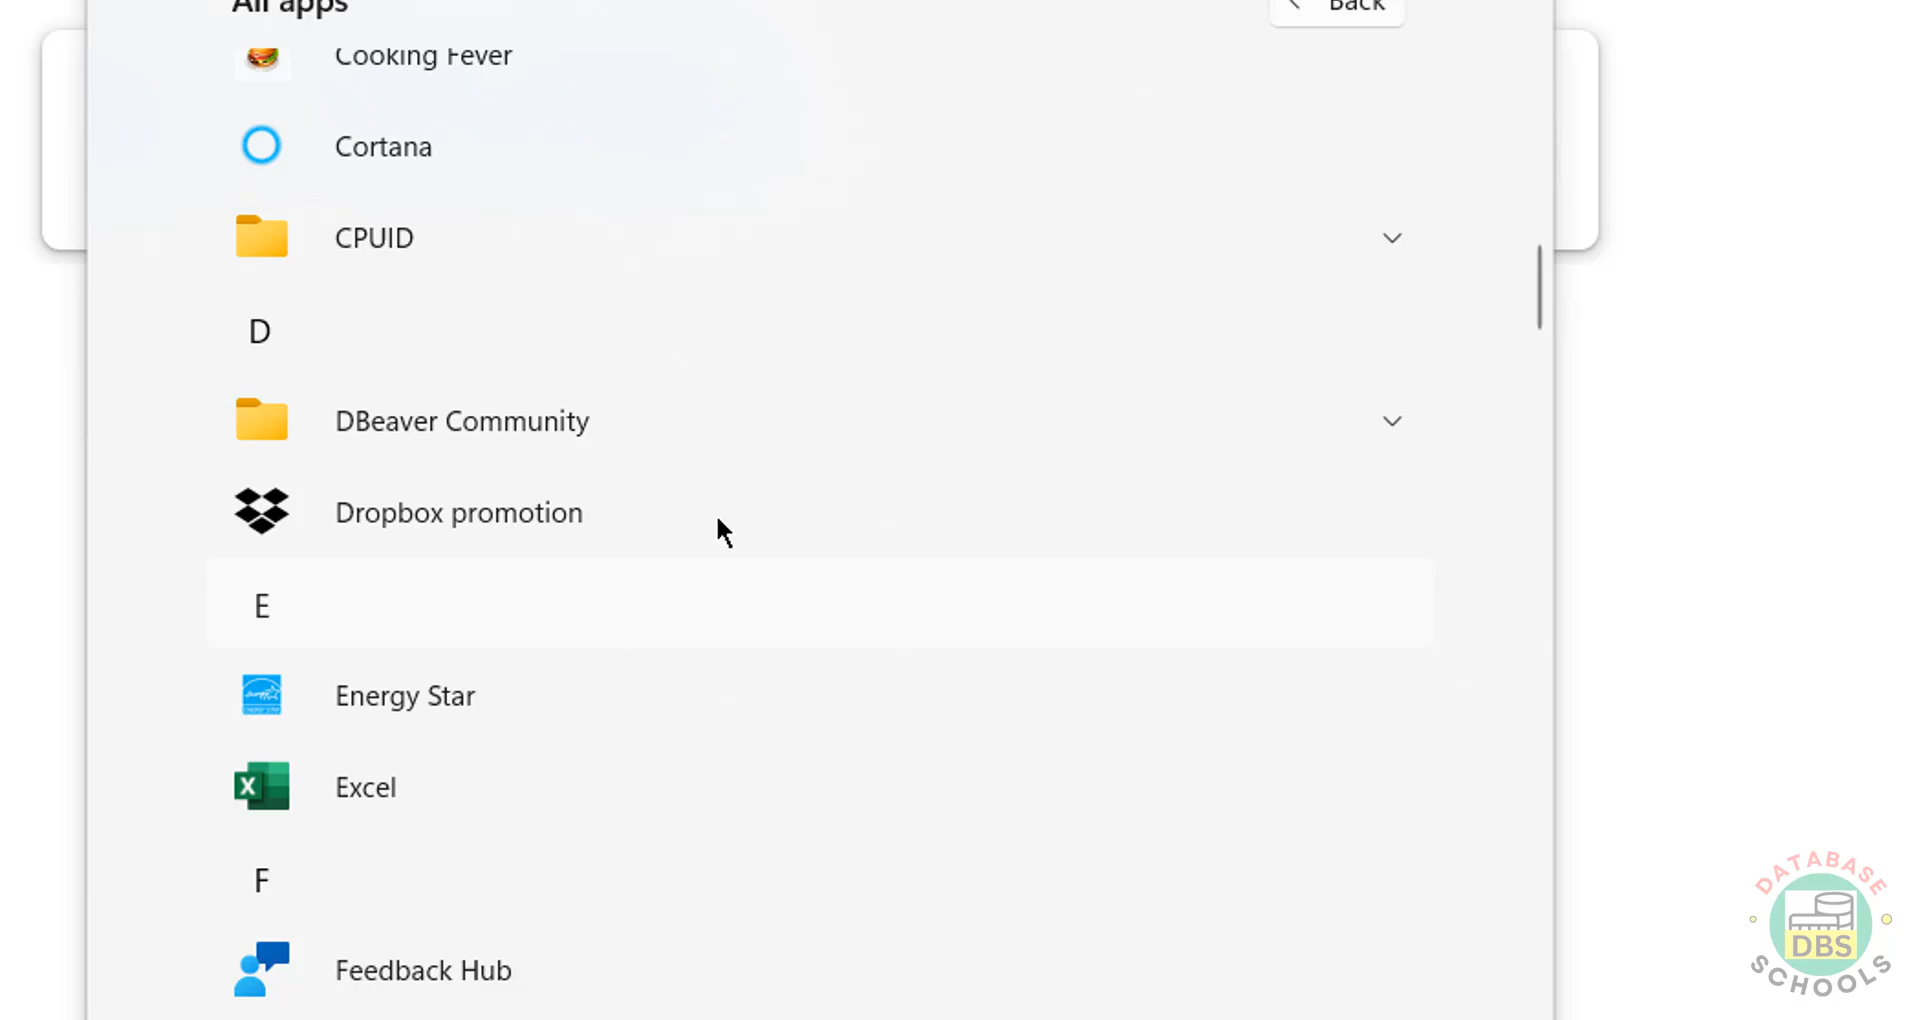 All apps
Back
Cooking Fever
Cortana
CPUID
D
DBeaver Community
Dropbox promotion
E
Energy Star
Excel
F
Feedback Hub
DATABASE
DBS
SCHOOLS